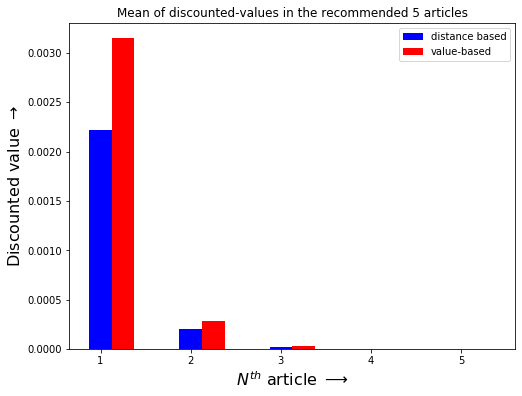 Mean of discounted-values in the recommended 5 articles
distance based
value-based
Discounted value →
0.0030
0.0025
0.0020
0.0015
0.0010
0.0005
0.0000
1 2 3 4 5
N^{th} article ⟶